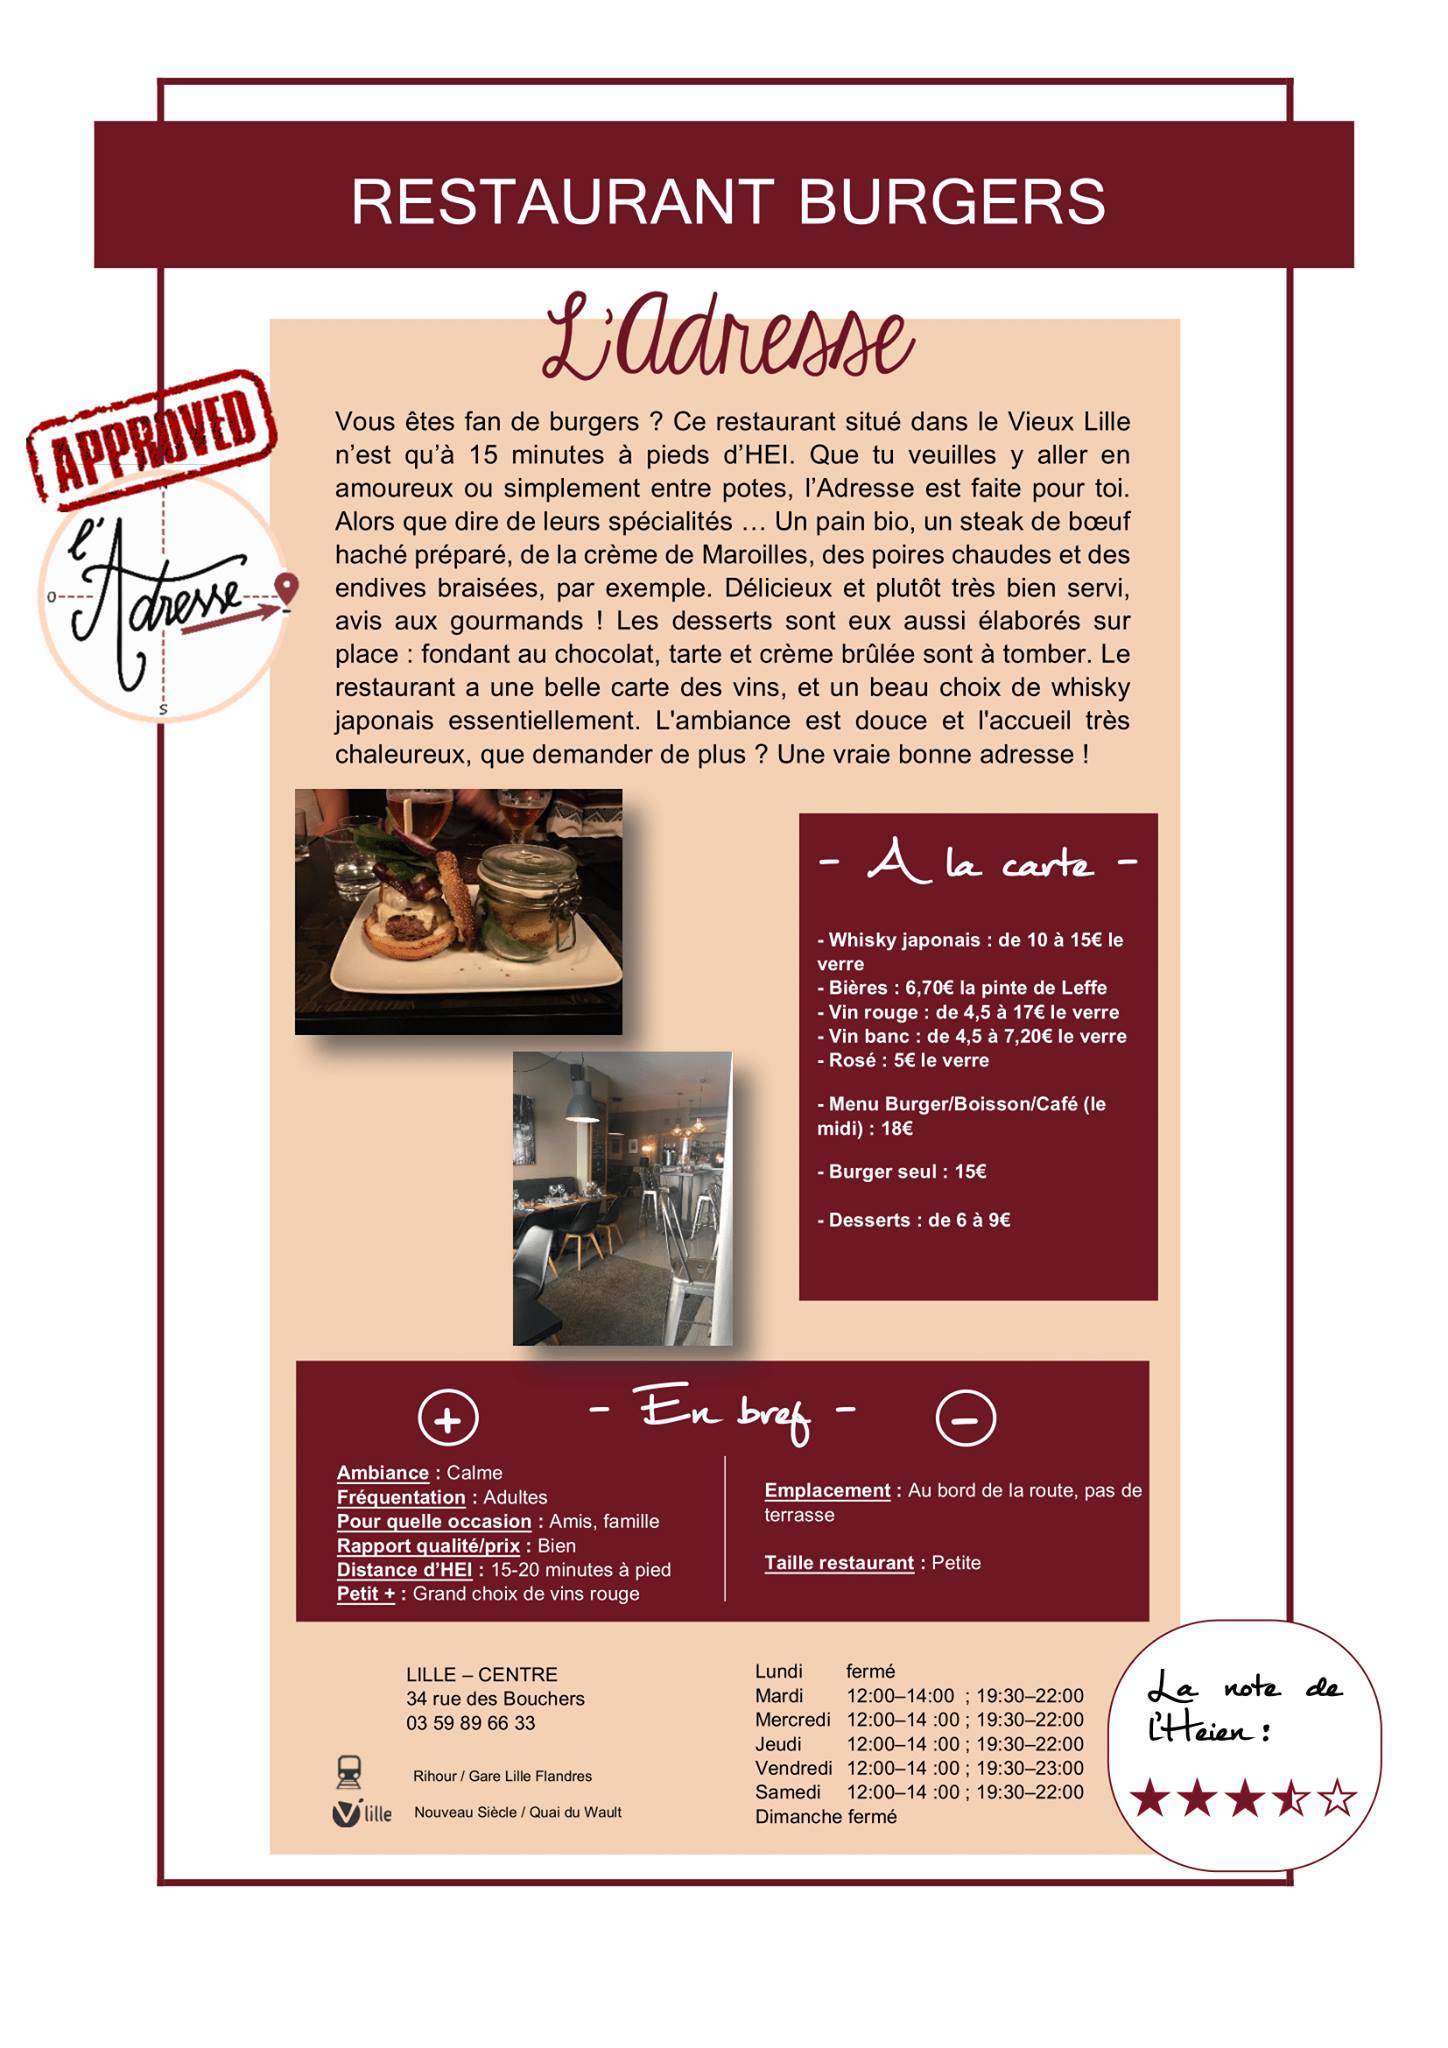 RESTAURANT BURGERS
L'Adresse
APPROVED
l'Adresse
O
S
Vous êtes fan de burgers ? Ce restaurant situé dans le Vieux Lille
n’est qu’à 15 minutes à pieds d’HEI. Que tu veuilles y aller en
amoureux ou simplement entre potes, l’Adresse est faite pour toi.
Alors que dire de leurs spécialités … Un pain bio, un steak de bœuf
haché préparé, de la crème de Maroilles, des poires chaudes et des
endives braisées, par exemple. Délicieux et plutôt très bien servi,
avis aux gourmands ! Les desserts sont eux aussi élaborés sur
place : fondant au chocolat, tarte et crème brûlée sont à tomber. Le
restaurant a une belle carte des vins, et un beau choix de whisky
japonais essentiellement. L'ambiance est douce et l'accueil très
chaleureux, que demander de plus ? Une vraie bonne adresse !
- A la carte -
- Whisky japonais : de 10 à 15€ le
verre
- Bières : 6,70€ la pinte de Leffe
- Vin rouge : de 4,5 à 17€ le verre
- Vin banc : de 4,5 à 7,20€ le verre
- Rosé : 5€ le verre
- Menu Burger/Boisson/Café (le
midi) : 18€
- Burger seul : 15€
- Desserts : de 6 à 9€
+ - En bref - −
Ambiance : Calme
Fréquentation : Adultes
Pour quelle occasion : Amis, famille
Rapport qualité/prix : Bien
Distance d’HEI : 15-20 minutes à pied
Petit + : Grand choix de vins rouge
Emplacement : Au bord de la route, pas de
terrasse
Taille restaurant : Petite
LILLE – CENTRE
34 rue des Bouchers
03 59 89 66 33
Rihour / Gare Lille Flandres
V'lille Nouveau Siècle / Quai du Wault
Lundi fermé
Mardi 12:00–14:00 ; 19:30–22:00
Mercredi 12:00–14 :00 ; 19:30–22:00
Jeudi 12:00–14 :00 ; 19:30–22:00
Vendredi 12:00–14 :00 ; 19:30–23:00
Samedi 12:00–14 :00 ; 19:30–22:00
Dimanche fermé
La note de
l'Heien :